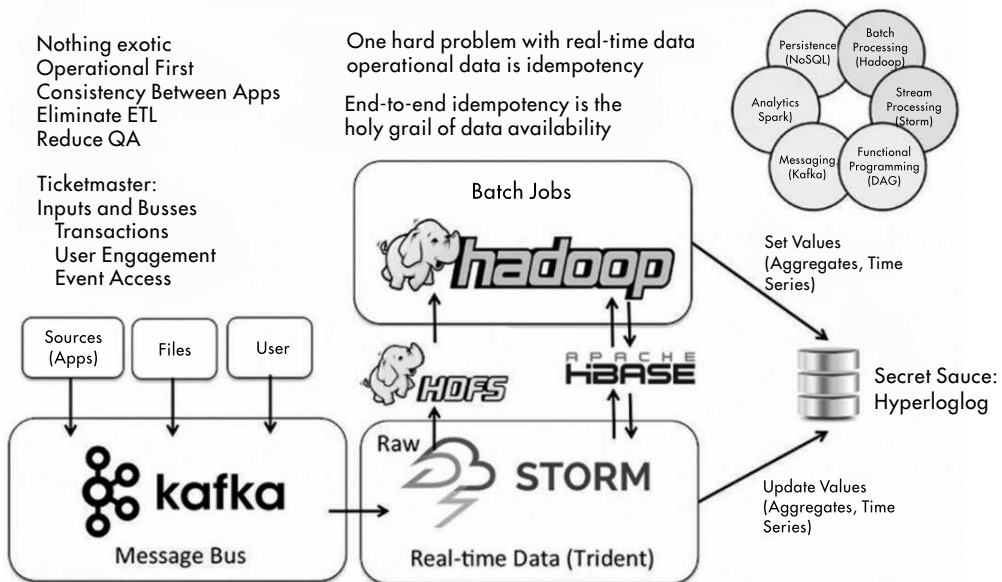 Nothing exotic
Operational First
Consistency Between Apps
Eliminate ETL
Reduce QA
Ticketmaster:
Inputs and Busses
Transactions
User Engagement
Event Access
One hard problem with real-time data
operational data is idempotency
End-to-end idempotency is the
holy grail of data availability
Persistence
(NoSQL)
Batch
Processing
(Hadoop)
Analytics
Spark)
Stream
Processing
(Storm)
Messaging
(Kafka)
Functional
Programming
(DAG)
Batch Jobs
hadoop
Set Values
(Aggregates, Time
Series)
Sources
(Apps)
Files
User
HDFS
APACHE
HBASE
Secret Sauce:
Hyperloglog
kafka
Message Bus
Raw
STORM
Real-time Data (Trident)
Update Values
(Aggregates, Time
Series)